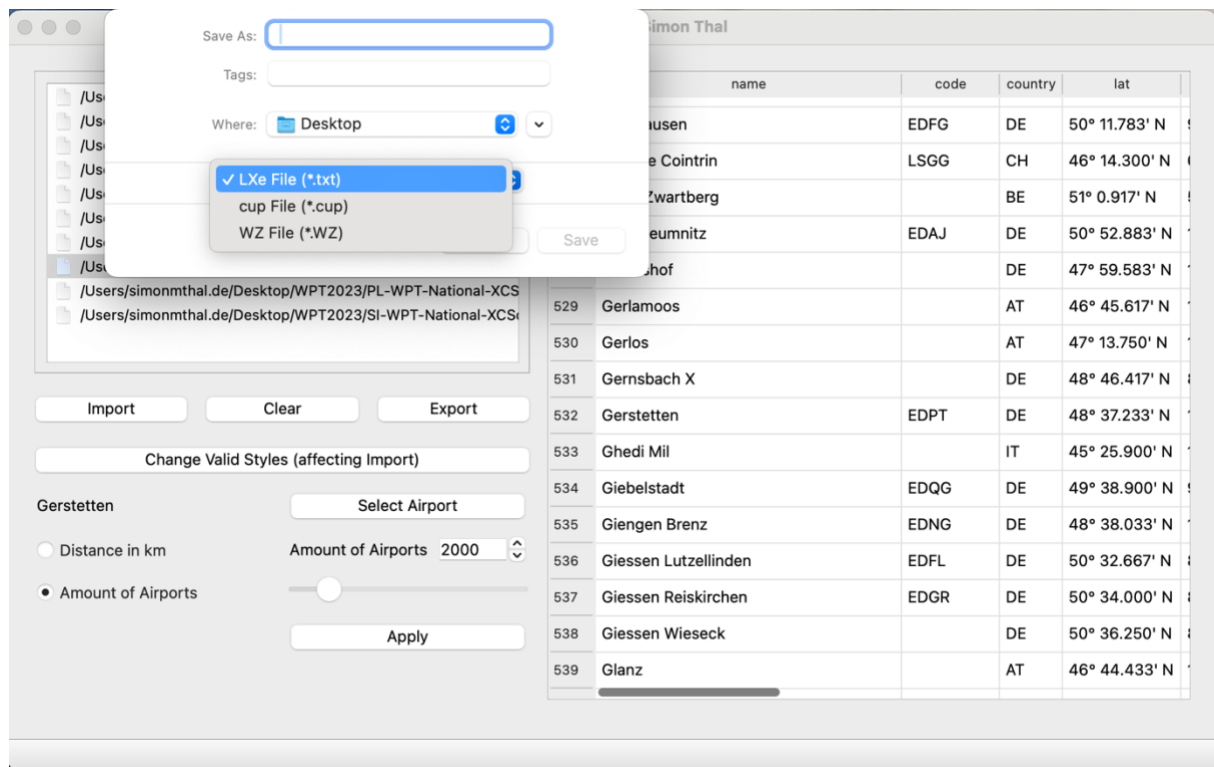 Save As:
Tags:
Where: Desktop
✓ LXe File (*.txt)
cup File (*.cup)
WZ File (*.WZ)
Save
Simon Thal
/Users/simonmthal.de/Desktop/WPT2023/PL-WPT-National-XCS
/Users/simonmthal.de/Desktop/WPT2023/SI-WPT-National-XCS
Import Clear Export
Change Valid Styles (affecting Import)
Gerstetten Select Airport
Distance in km Amount of Airports 2000
Amount of Airports
Apply
name code country lat
ausen EDFG DE 50° 11.783' N
e Cointrin LSGG CH 46° 14.300' N
Zwartberg BE 51° 0.917' N
eumnitz EDAJ DE 50° 52.883' N
shof DE 47° 59.583' N
529 Gerlamoos AT 46° 45.617' N
530 Gerlos AT 47° 13.750' N
531 Gernsbach X DE 48° 46.417' N
532 Gerstetten EDPT DE 48° 37.233' N
533 Ghedi Mil IT 45° 25.900' N
534 Giebelstadt EDQG DE 49° 38.900' N
535 Giengen Brenz EDNG DE 48° 38.033' N
536 Giessen Lutzellinden EDFL DE 50° 32.667' N
537 Giessen Reiskirchen EDGR DE 50° 34.000' N
538 Giessen Wieseck DE 50° 36.250' N
539 Glanz AT 46° 44.433' N